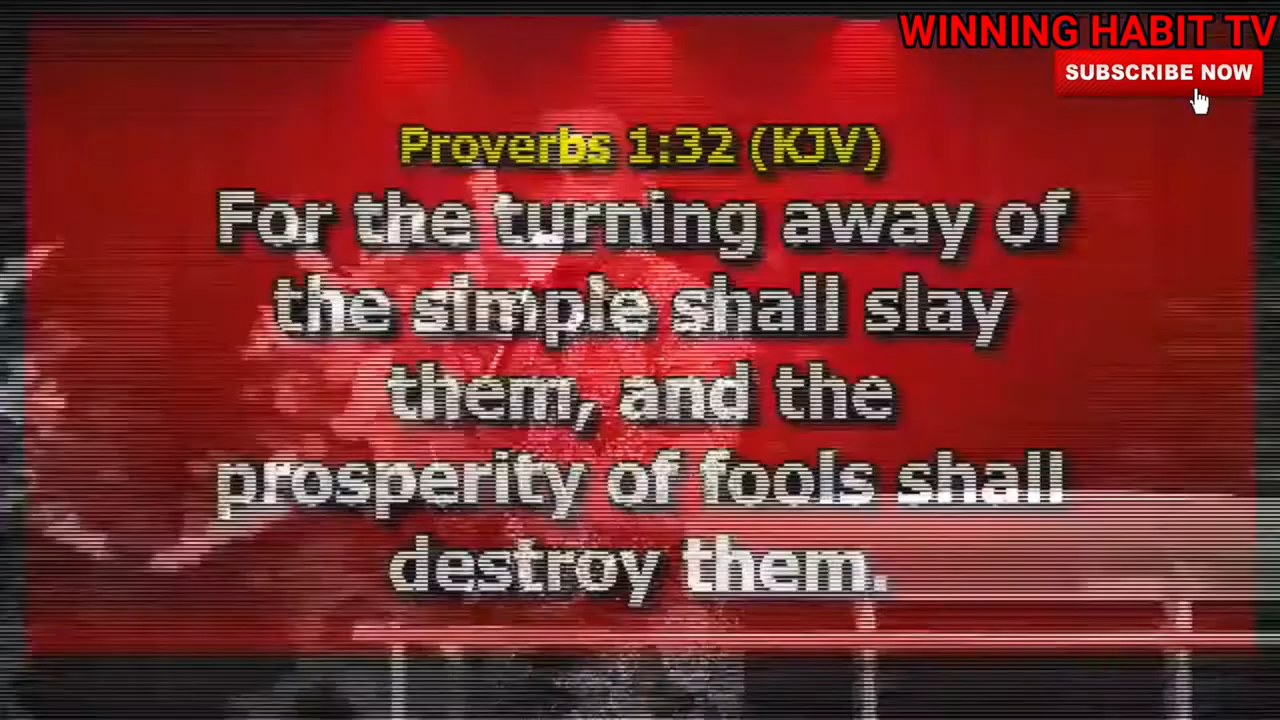 WINNING HABIT TV
SUBSCRIBE NOW
Proverbs 1:32 (KJV)
For the turning away of
the simple shall slay
them, and the
prosperity of fools shall
destroy them.